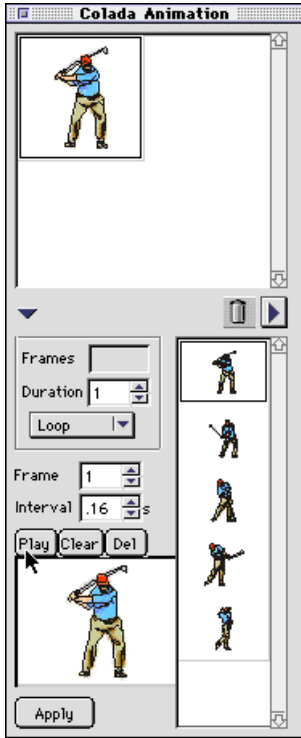 Colada Animation
Frames
Duration 1
Loop
Frame 1
Interval .16 s
Play Clear Del
Apply